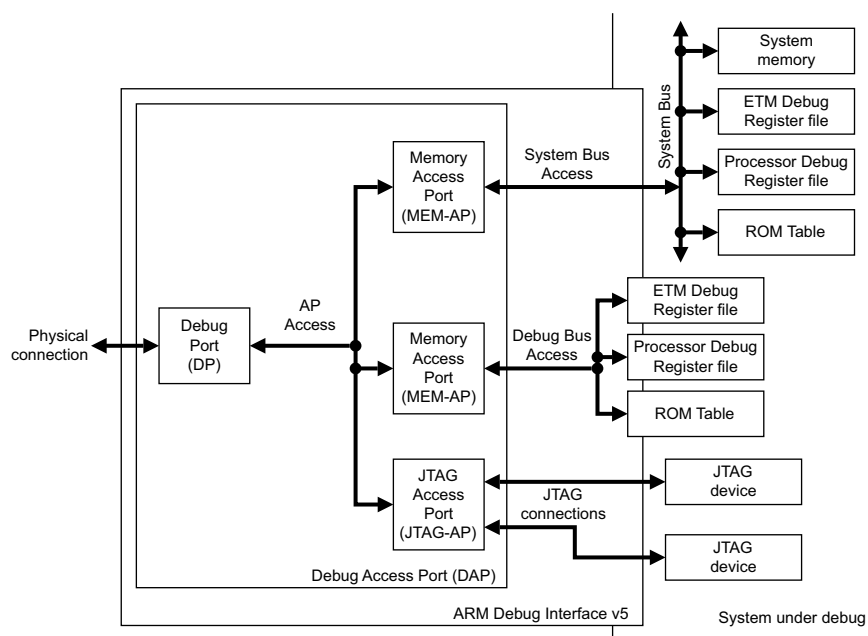 System
memory
ETM Debug
Register file
System Bus
Processor Debug
Register file
ROM Table
Memory
Access
Port
(MEM-AP)
System Bus
Access
Physical
connection
Debug
Port
(DP)
AP
Access
Memory
Access
Port
(MEM-AP)
Debug Bus
Access
ETM Debug
Register file
Processor Debug
Register file
ROM Table
JTAG
Access
Port
(JTAG-AP)
JTAG
connections
JTAG
device
JTAG
device
Debug Access Port (DAP)
ARM Debug Interface v5
System under debug